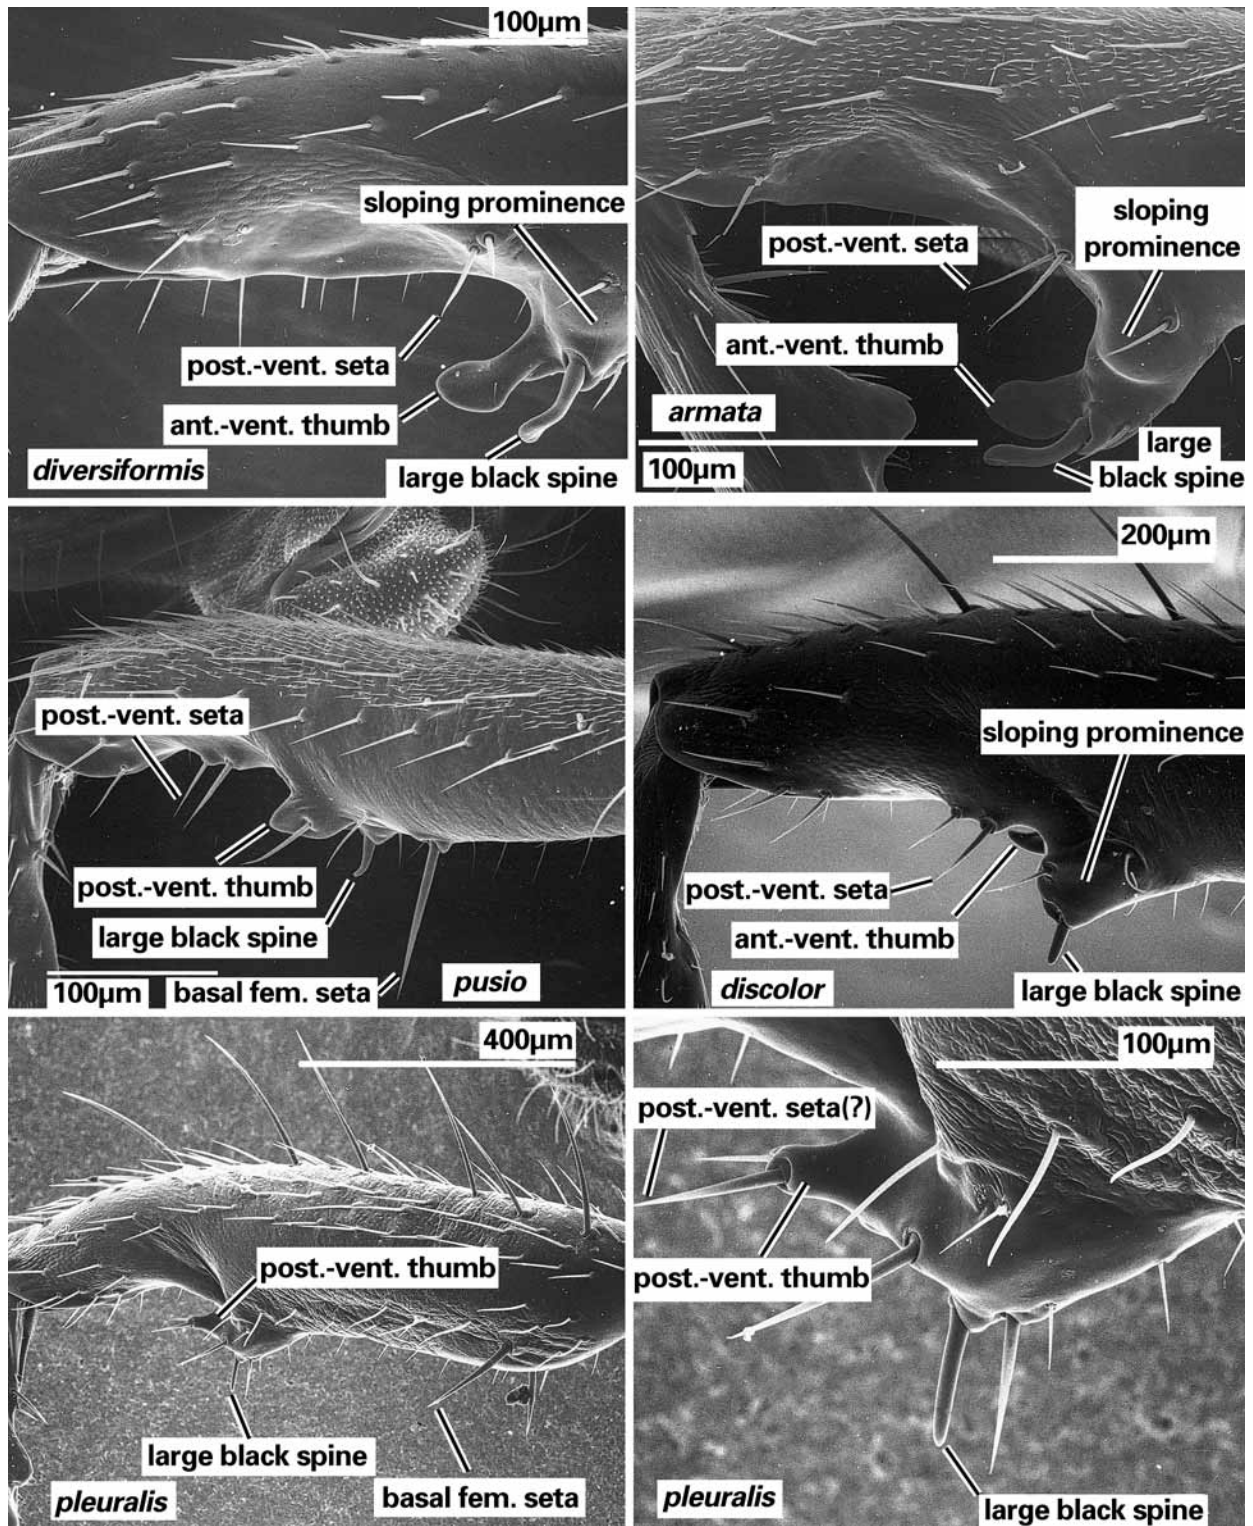 100µm
sloping prominence
post.-vent. seta
ant.-vent. thumb
diversiformis
large black spine
post.-vent. seta
sloping
prominence
ant.-vent. thumb
armata
100µm
large
black spine
post.-vent. seta
post.-vent. thumb
large black spine
100µm
basal fem. seta
pusio
200µm
sloping prominence
post.-vent. seta
ant.-vent. thumb
discolor
large black spine
400µm
post.-vent. thumb
large black spine
pleuralis
basal fem. seta
100µm
post.-vent. seta(?)
post.-vent. thumb
pleuralis
large black spine